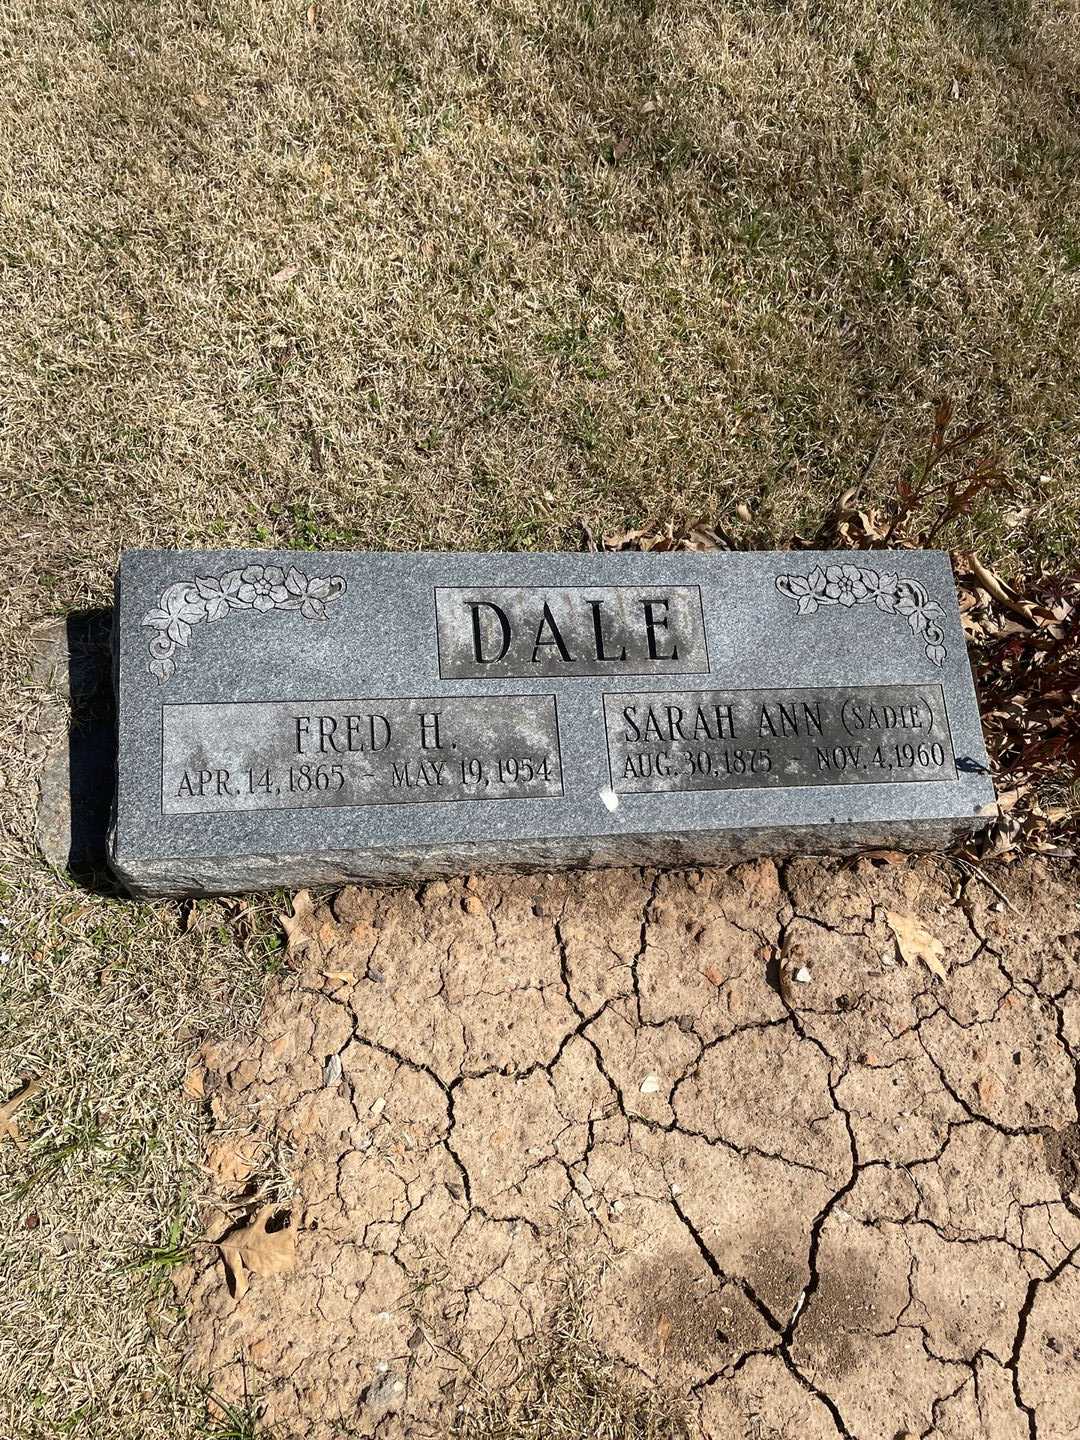 DALE
FRED H.
APR. 14, 1865 - MAY 19, 1954
SARAH ANN (SADIE)
AUG. 30, 1875 - NOV. 4, 1960